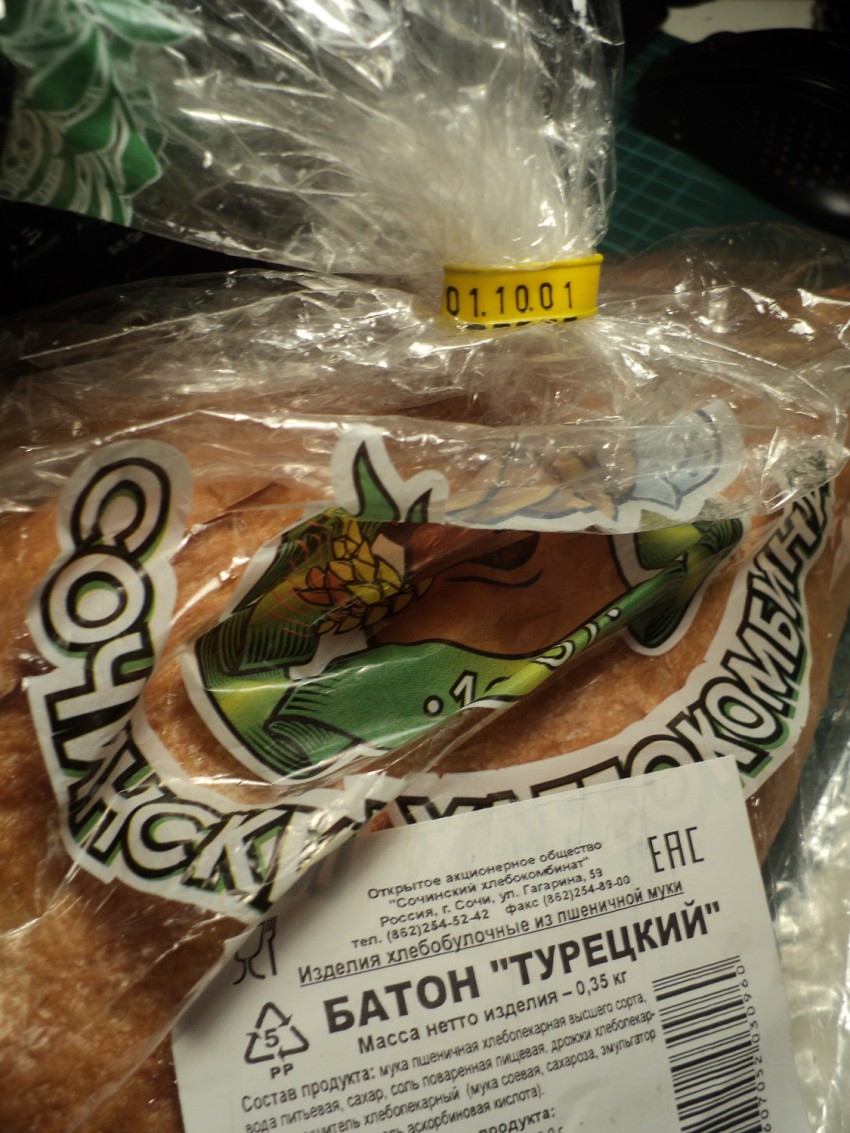 01.10.01
СОЧИНСКИЙ ХЛЕБОКОМБИНАТ
Открытое акционерное общество
"Сочинский хлебокомбинат"
Россия, г. Сочи, ул. Гагарина, 59
тел. (862)254-52-42 факс (862)254-89-00
EAC
Изделия хлебобулочные из пшеничной муки
БАТОН "ТУРЕЦКИЙ"
Масса нетто изделия – 0,35 кг
5
PP
Состав продукта: мука пшеничная хлебопекарная высшего сорта,
вода питьевая, сахар, соль поваренная пищевая, дрожжи хлебопекар-
хлебопекарный (мука соевая, сахароза, эмульгатор
аскорбиновая кислота).
продукта: